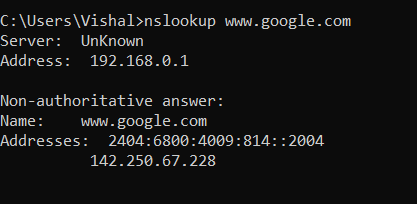 C:\Users\Vishal>nslookup www.google.com
Server:  UnKnown
Address:  192.168.0.1

Non-authoritative answer:
Name:    www.google.com
Addresses:  2404:6800:4009:814::2004
          142.250.67.228